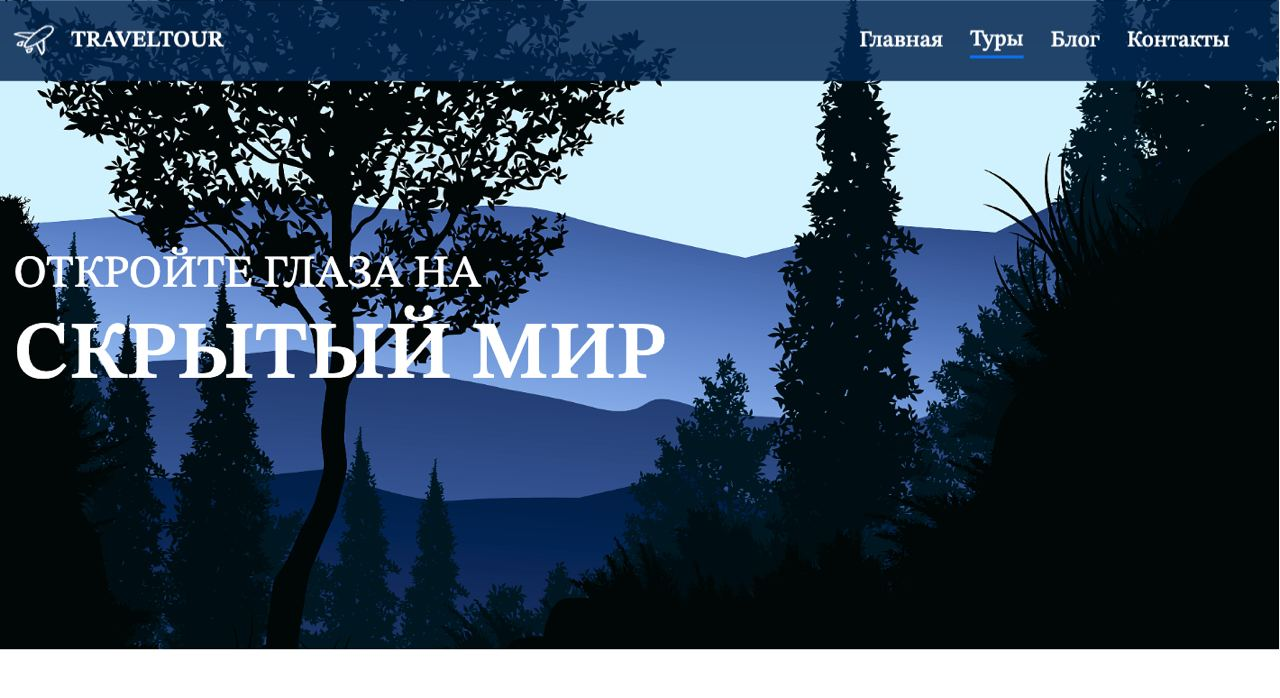 TRAVELTOUR
Главная Туры Блог Контакты
ОТКРОЙТЕ ГЛАЗА НА
СКРЫТЫЙ МИР